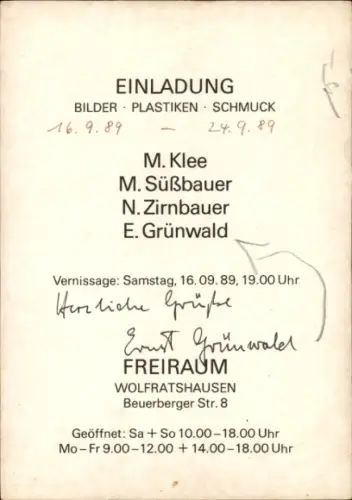 EINLADUNG
BILDER · PLASTIKEN · SCHMUCK
16.9.89 – 24.9.89
M. Klee
M. Süßbauer
N. Zirnbauer
E. Grünwald
Vernissage: Samstag, 16.09.89, 19.00 Uhr
Herzliche Grüße
Ernst Grünwald
FREIRAUM
WOLFRATSHAUSEN
Beuerberger Str. 8
Geöffnet: Sa + So 10.00–18.00 Uhr
Mo–Fr 9.00–12.00 + 14.00–18.00 Uhr